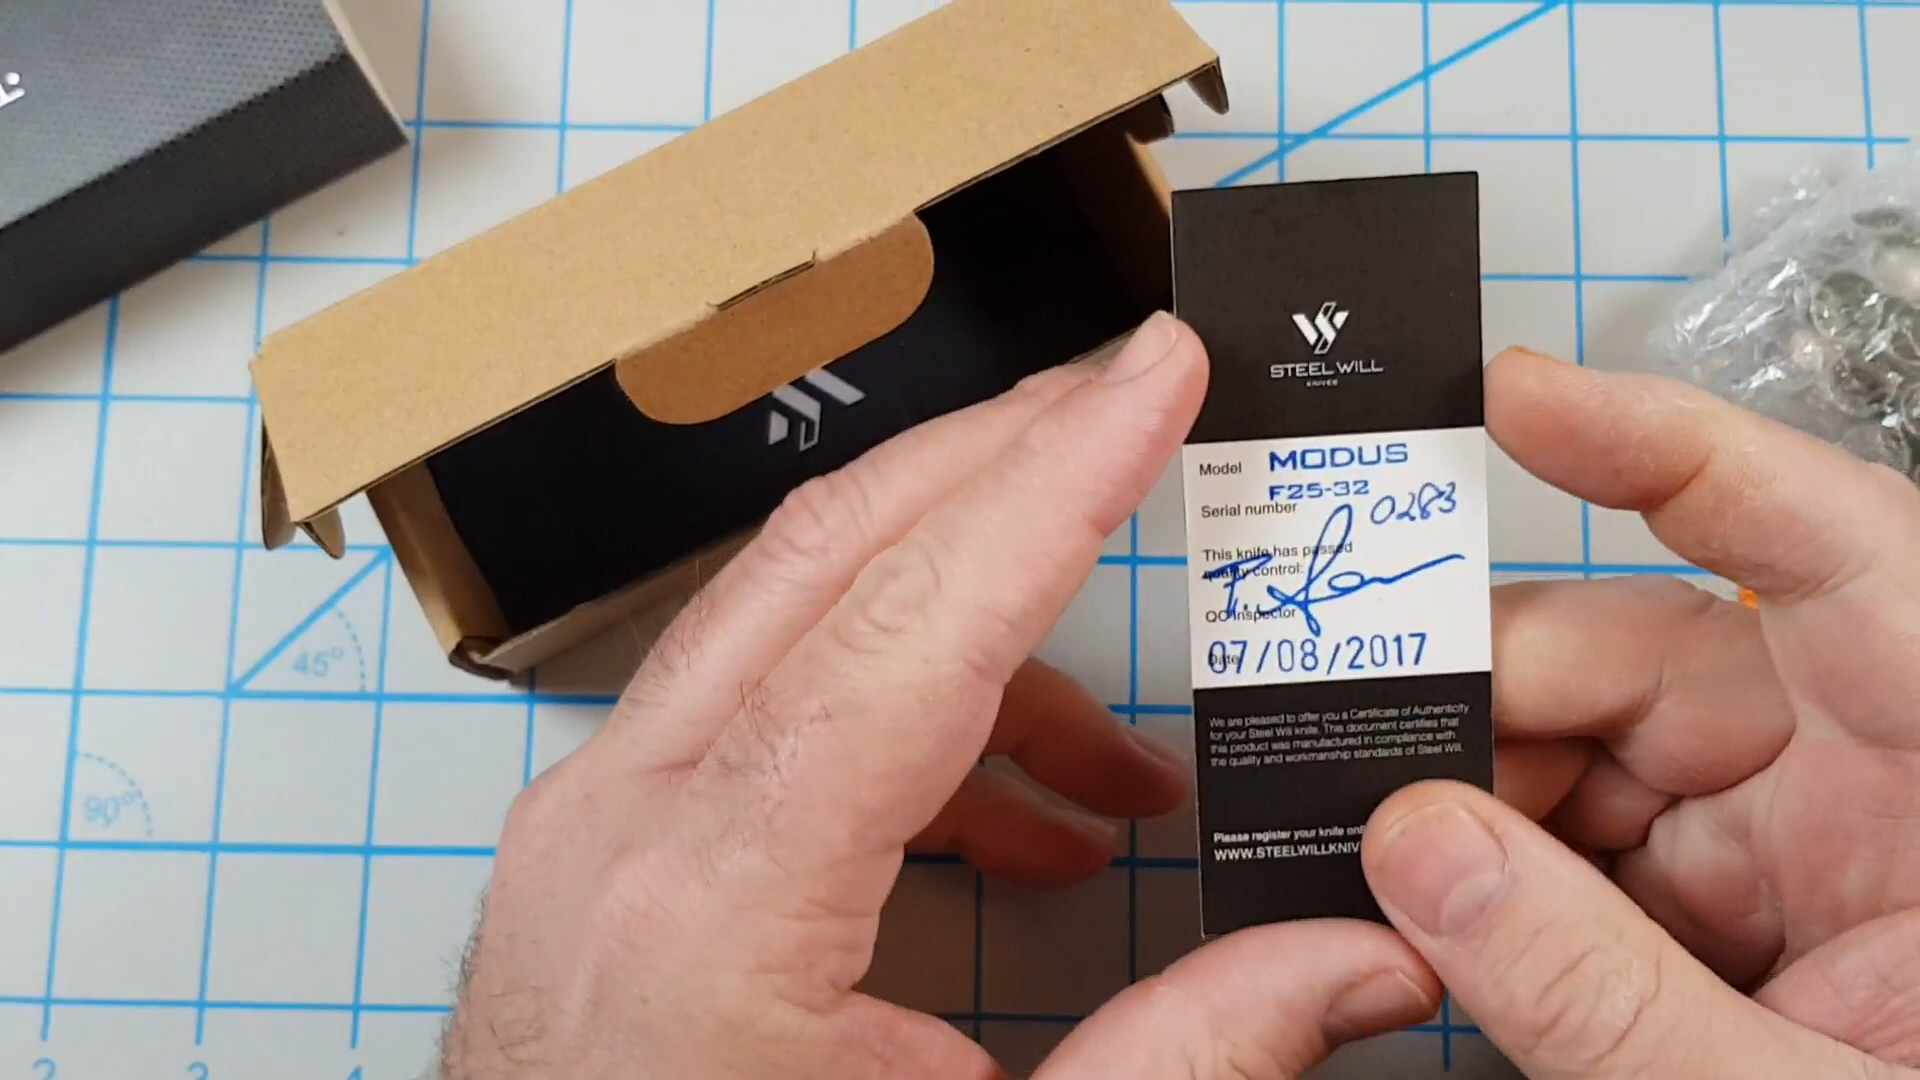 STEEL WILL
KNIVES
Model MODUS
F25-32
Serial number 0283
This knife has passed
quality control:
QC Inspector
Date 07/08/2017
We are pleased to offer you a Certificate of Authenticity
for your Steel Will knife. This document certifies that
this product was manufactured in compliance with
the quality and workmanship standards of Steel Will.
Please register your knife
WWW.STEELWILLKNIV
45°
90°
2
3
4